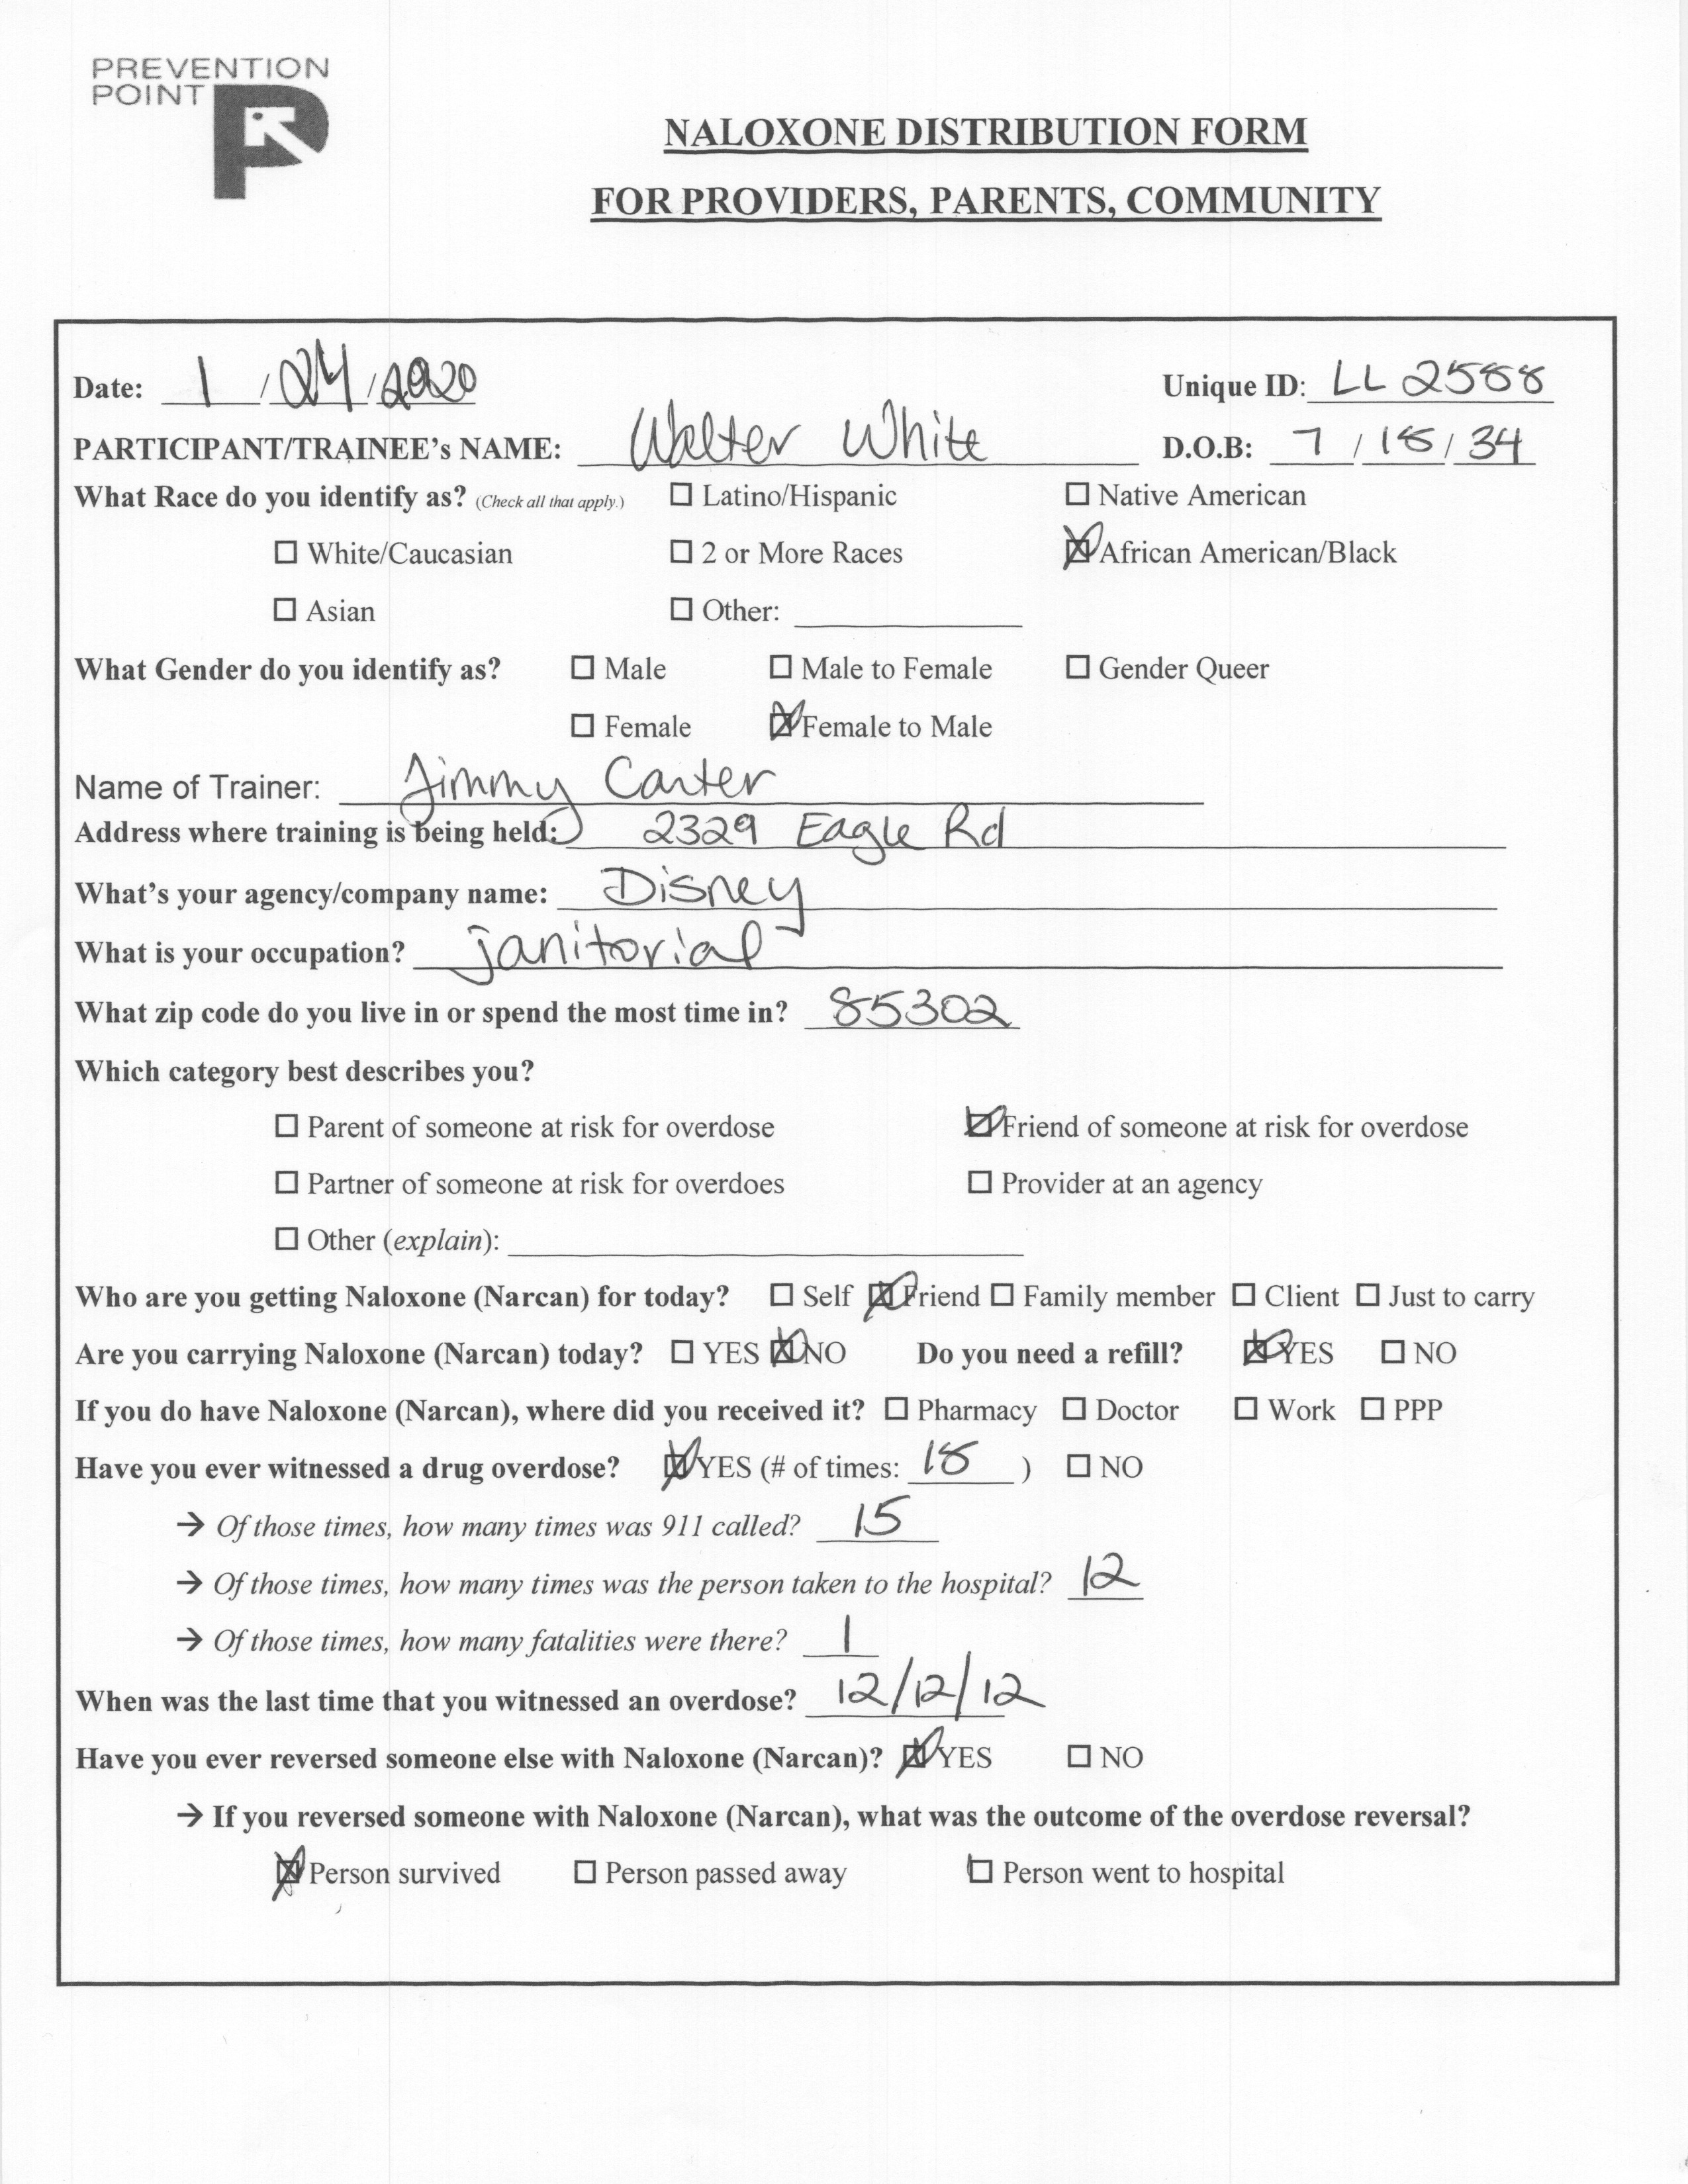 PREVENTION
POINT
NALOXONE DISTRIBUTION FORM
FOR PROVIDERS, PARENTS, COMMUNITY
Date: 1 / 24 / 2020 Unique ID: LL 2588
PARTICIPANT/TRAINEE's NAME: Walter White D.O.B: 7 / 18 / 34
What Race do you identify as? (Check all that apply.) ☐ Latino/Hispanic ☐ Native American
☐ White/Caucasian ☐ 2 or More Races ☒ African American/Black
☐ Asian ☐ Other:
What Gender do you identify as? ☐ Male ☐ Male to Female ☐ Gender Queer
☐ Female ☒ Female to Male
Name of Trainer: Jimmy Carter
Address where training is being held: 2329 Eagle Rd
What's your agency/company name: Disney
What is your occupation? janitorial
What zip code do you live in or spend the most time in? 85302
Which category best describes you?
☐ Parent of someone at risk for overdose ☒ Friend of someone at risk for overdose
☐ Partner of someone at risk for overdoes ☐ Provider at an agency
☐ Other (explain):
Who are you getting Naloxone (Narcan) for today? ☐ Self ☒ Friend ☐ Family member ☐ Client ☐ Just to carry
Are you carrying Naloxone (Narcan) today? ☐ YES ☒ NO Do you need a refill? ☒ YES ☐ NO
If you do have Naloxone (Narcan), where did you received it? ☐ Pharmacy ☐ Doctor ☐ Work ☐ PPP
Have you ever witnessed a drug overdose? ☒ YES (# of times: 18 ) ☐ NO
→ Of those times, how many times was 911 called? 15
→ Of those times, how many times was the person taken to the hospital? 12
→ Of those times, how many fatalities were there? 1
When was the last time that you witnessed an overdose? 12/12/12
Have you ever reversed someone else with Naloxone (Narcan)? ☒ YES ☐ NO
→ If you reversed someone with Naloxone (Narcan), what was the outcome of the overdose reversal?
☒ Person survived ☐ Person passed away ☐ Person went to hospital